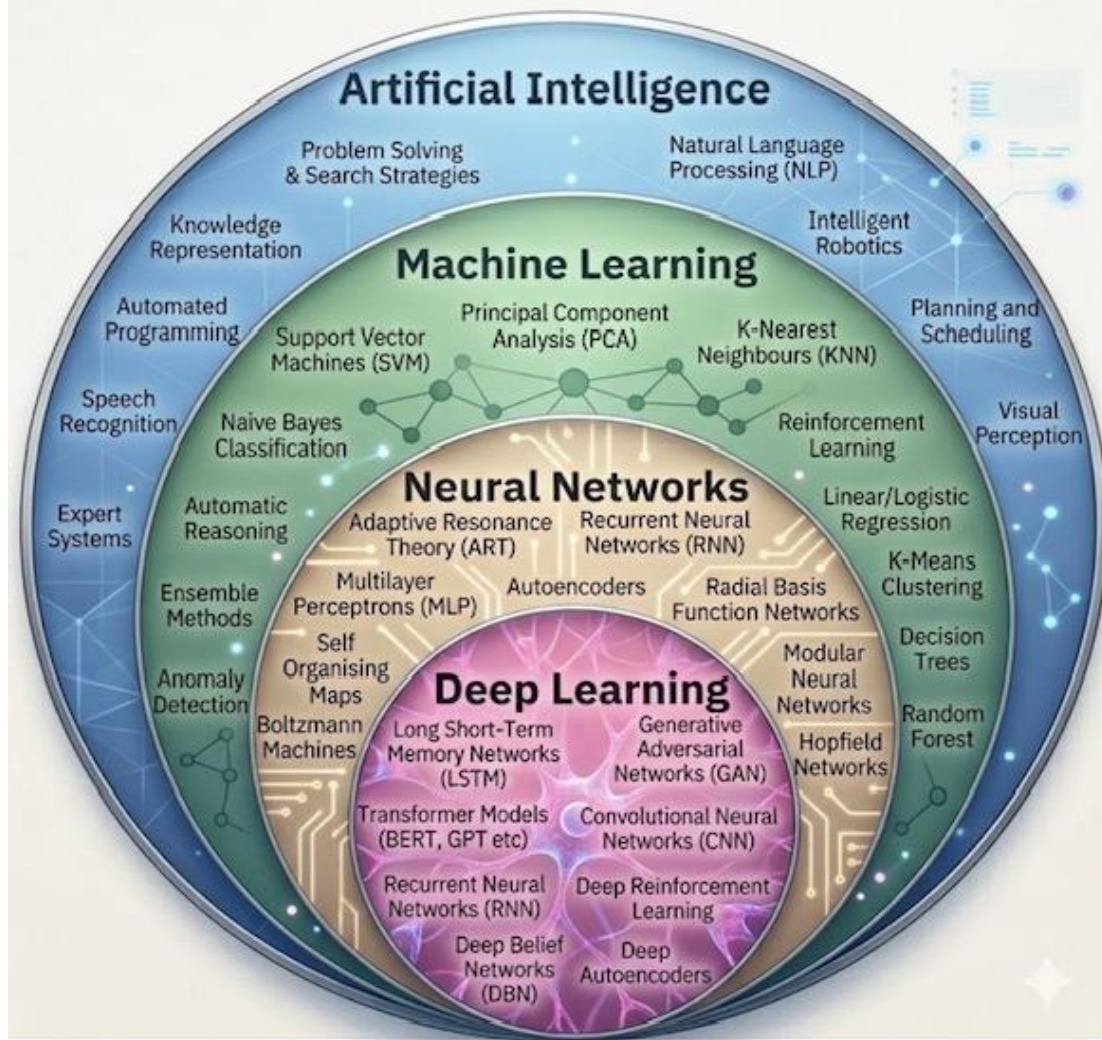 Artificial Intelligence
Problem Solving
& Search Strategies
Natural Language
Processing (NLP)
Knowledge
Representation
Intelligent
Robotics
Automated
Programming
Planning and
Scheduling
Speech
Recognition
Visual
Perception
Expert
Systems
Machine Learning
Support Vector
Machines (SVM)
Principal Component
Analysis (PCA)
K-Nearest
Neighbours (KNN)
Naive Bayes
Classification
Reinforcement
Learning
Automatic
Reasoning
Linear/Logistic
Regression
Ensemble
Methods
K-Means
Clustering
Anomaly
Detection
Decision
Trees
Random
Forest
Neural Networks
Adaptive Resonance
Theory (ART)
Recurrent Neural
Networks (RNN)
Multilayer
Perceptrons (MLP)
Autoencoders
Radial Basis
Function Networks
Self
Organising
Maps
Modular
Neural
Networks
Boltzmann
Machines
Hopfield
Networks
Deep Learning
Long Short-Term
Memory Networks
(LSTM)
Generative
Adversarial
Networks (GAN)
Transformer Models
(BERT, GPT etc)
Convolutional Neural
Networks (CNN)
Recurrent Neural
Networks (RNN)
Deep Reinforcement
Learning
Deep Belief
Networks
(DBN)
Deep
Autoencoders